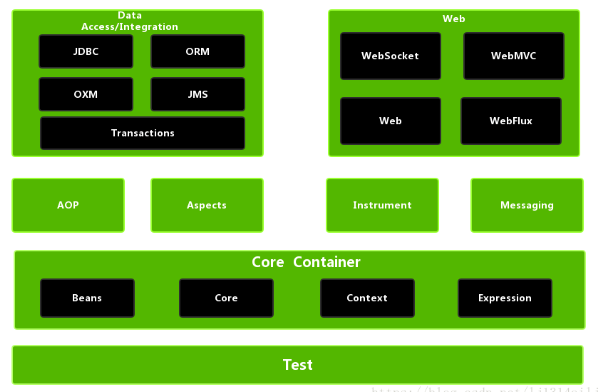 Data
Access/Integration
JDBC
ORM
OXM
JMS
Transactions
Web
WebSocket
WebMVC
Web
WebFlux
AOP
Aspects
Instrument
Messaging
Core Container
Beans
Core
Context
Expression
Test